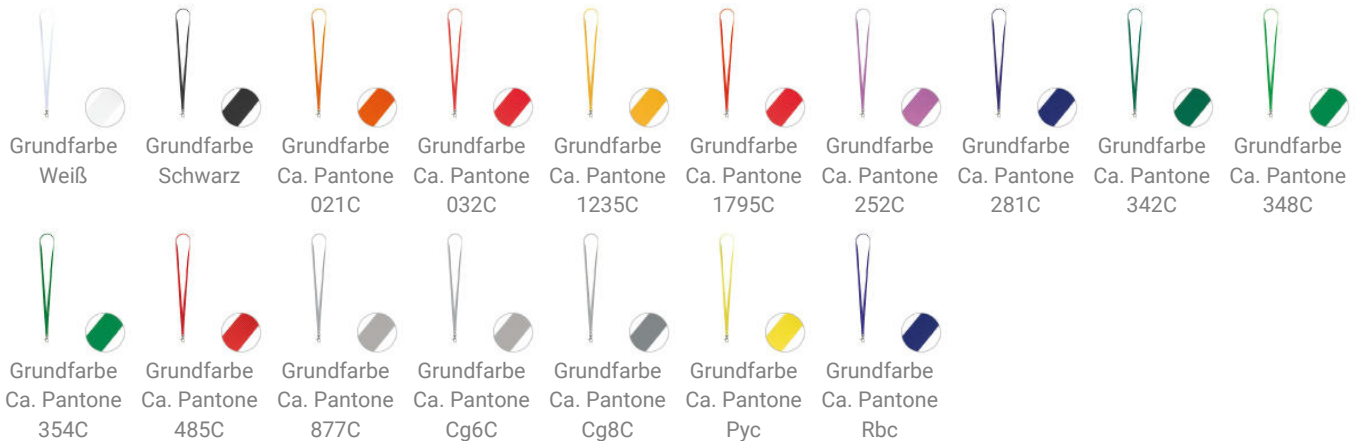 Grundfarbe
Weiß
Grundfarbe
Schwarz
Grundfarbe
Ca. Pantone
021C
Grundfarbe
Ca. Pantone
032C
Grundfarbe
Ca. Pantone
1235C
Grundfarbe
Ca. Pantone
1795C
Grundfarbe
Ca. Pantone
252C
Grundfarbe
Ca. Pantone
281C
Grundfarbe
Ca. Pantone
342C
Grundfarbe
Ca. Pantone
348C
Grundfarbe
Ca. Pantone
354C
Grundfarbe
Ca. Pantone
485C
Grundfarbe
Ca. Pantone
877C
Grundfarbe
Ca. Pantone
Cg6C
Grundfarbe
Ca. Pantone
Cg8C
Grundfarbe
Ca. Pantone
Pyc
Grundfarbe
Ca. Pantone
Rbc